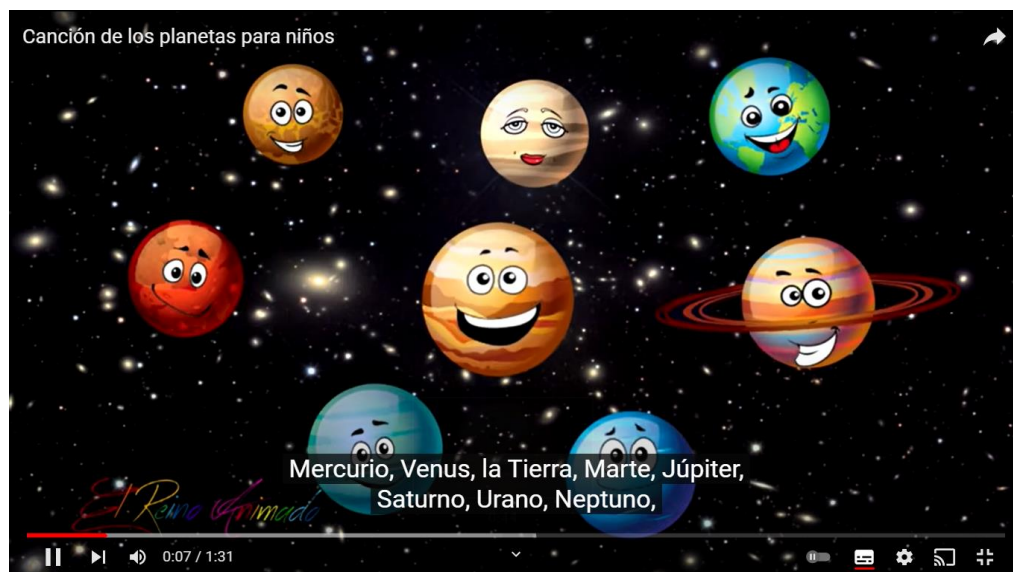 Canción de los planetas para niños
Mercurio, Venus, la Tierra, Marte, Júpiter,
Saturno, Urano, Neptuno,
El Reino Animado
0:07 / 1:31